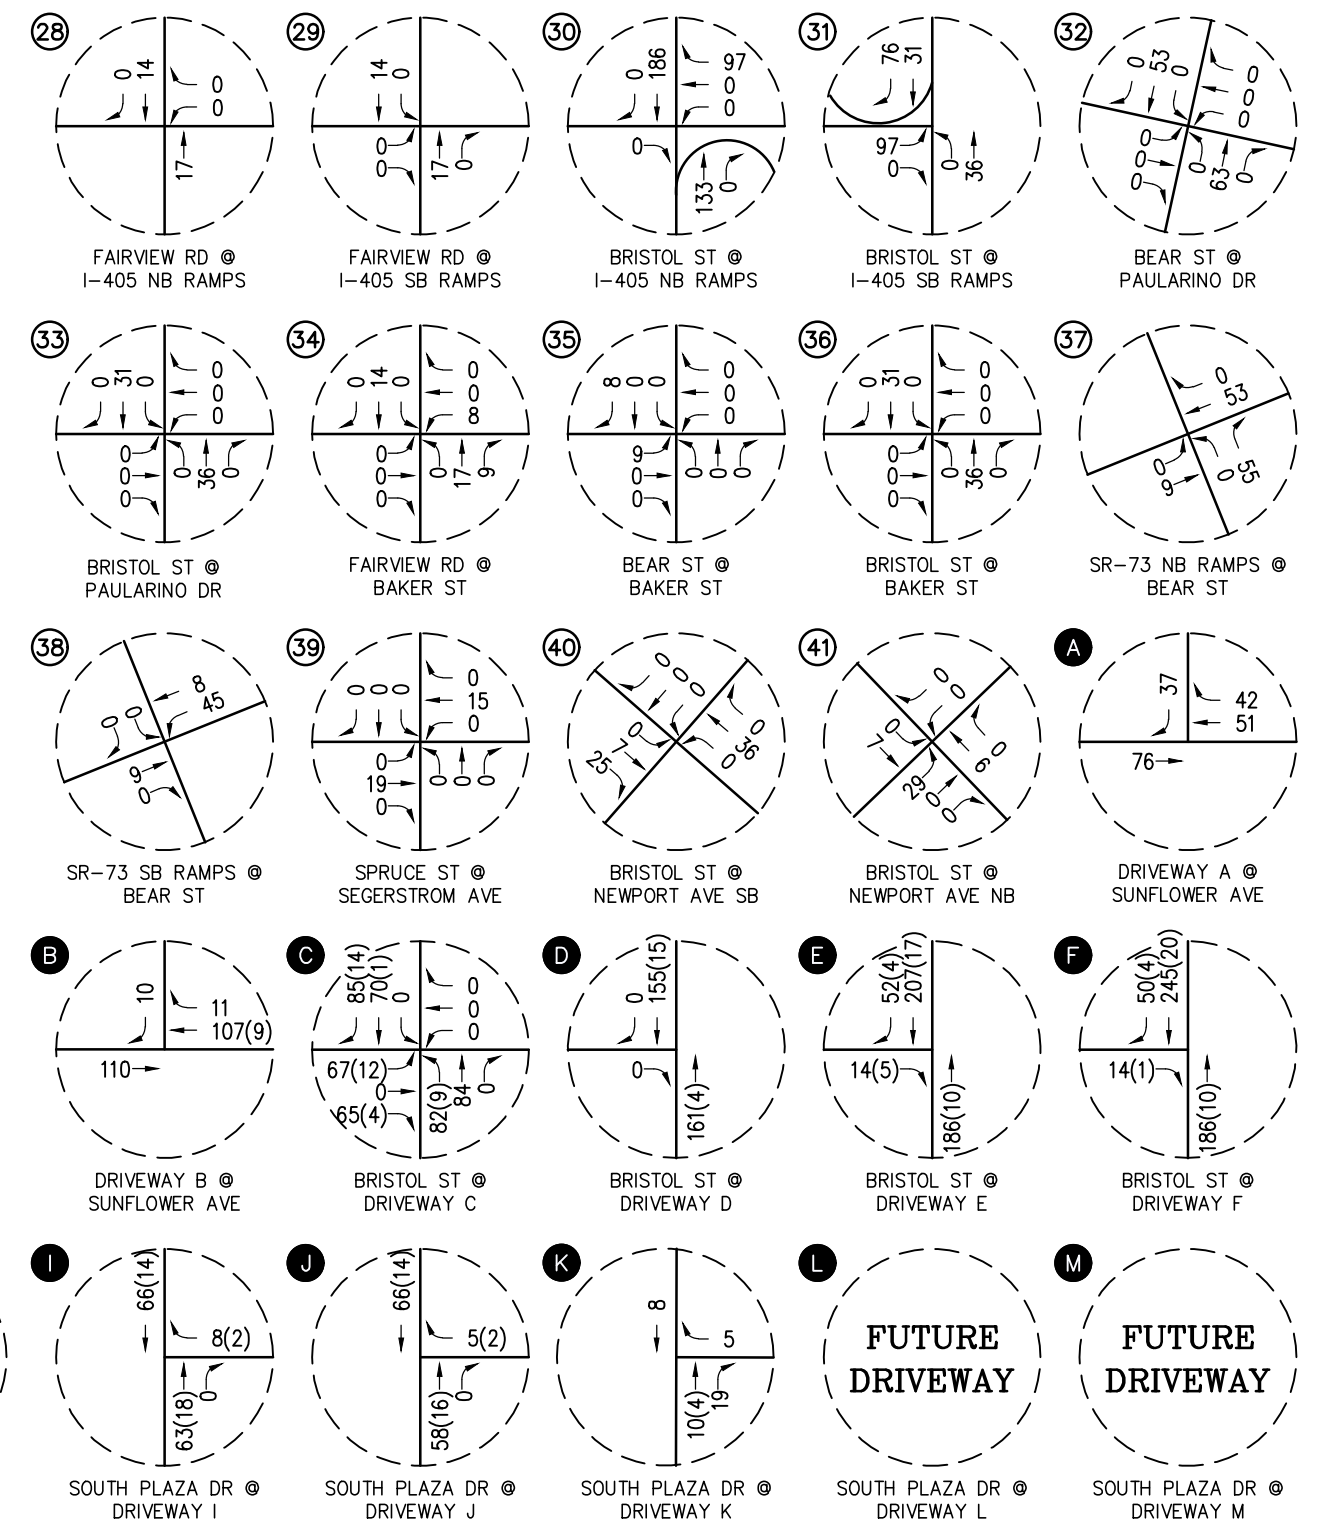 28
0 14
0
0
17
FAIRVIEW RD @
I-405 NB RAMPS
29
14 0
0
0
17 0
FAIRVIEW RD @
I-405 SB RAMPS
30
0 186
97
0
0
0
133 0
BRISTOL ST @
I-405 NB RAMPS
31
76 31
97
0
0 36
BRISTOL ST @
I-405 SB RAMPS
32
0 53 0
0
0
0
0
0
0
0 63 0
BEAR ST @
PAULARINO DR
33
0 31 0
0
0
0
0
0
0
0 36 0
BRISTOL ST @
PAULARINO DR
34
0 14 0
0
0
8
0
0
0
0 17 9
FAIRVIEW RD @
BAKER ST
35
8 0 0
0
0
0
9
0
0
0 0 0
BEAR ST @
BAKER ST
36
0 31 0
0
0
0
0
0
0
0 36 0
BRISTOL ST @
BAKER ST
37
0
53
0
9
0 55
SR-73 NB RAMPS @
BEAR ST
38
0 0
8
45
9
0
SR-73 SB RAMPS @
BEAR ST
39
0 0 0
0
15
0
0
19
0
0 0 0
SPRUCE ST @
SEGERSTROM AVE
40
0 0 0
0
7
25
0
36
0
BRISTOL ST @
NEWPORT AVE SB
41
0 0
0
7
29 0 0
0
9
BRISTOL ST @
NEWPORT AVE NB
A
37
42
51
76
DRIVEWAY A @
SUNFLOWER AVE
B
10
11
107(9)
110
DRIVEWAY B @
SUNFLOWER AVE
C
85(14) 70(1) 0
0
0
0
67(12)
0
65(4)
82(9) 84 0
BRISTOL ST @
DRIVEWAY C
D
0 155(15)
0
161(4)
BRISTOL ST @
DRIVEWAY D
E
52(4) 207(17)
14(5)
186(10)
BRISTOL ST @
DRIVEWAY E
F
50(4) 245(20)
14(1)
186(10)
BRISTOL ST @
DRIVEWAY F
I
66(14)
8(2)
63(18) 0
SOUTH PLAZA DR @
DRIVEWAY I
J
66(14)
5(2)
58(16) 0
SOUTH PLAZA DR @
DRIVEWAY J
K
8
5
10(4) 19
SOUTH PLAZA DR @
DRIVEWAY K
L
FUTURE
DRIVEWAY
SOUTH PLAZA DR @
DRIVEWAY L
M
FUTURE
DRIVEWAY
SOUTH PLAZA DR @
DRIVEWAY M